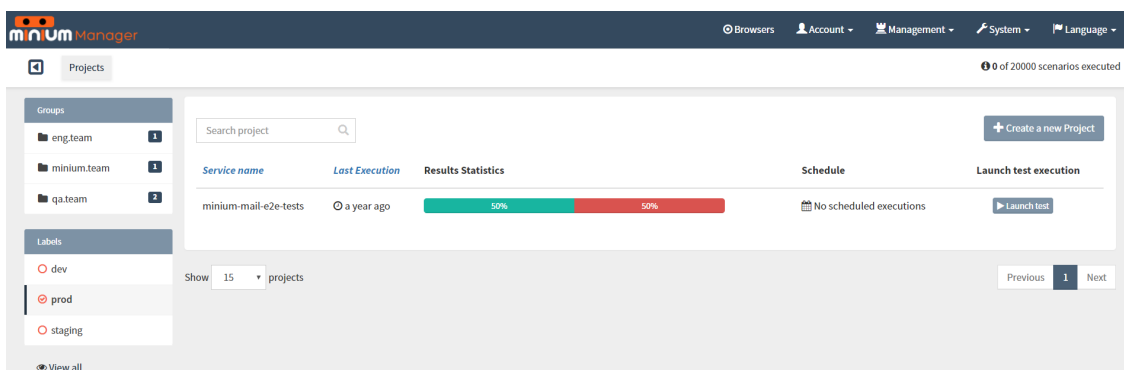 minium Manager
Browsers Account Management System Language
Projects
0 of 20000 scenarios executed
Groups
eng.team 1
minium.team 1
qa.team 2
Labels
dev
prod
staging
View all
Search project
+ Create a new Project
Service name Last Execution Results Statistics Schedule Launch test execution
minium-mail-e2e-tests a year ago 50% 50% No scheduled executions Launch test
Show 15 projects
Previous 1 Next